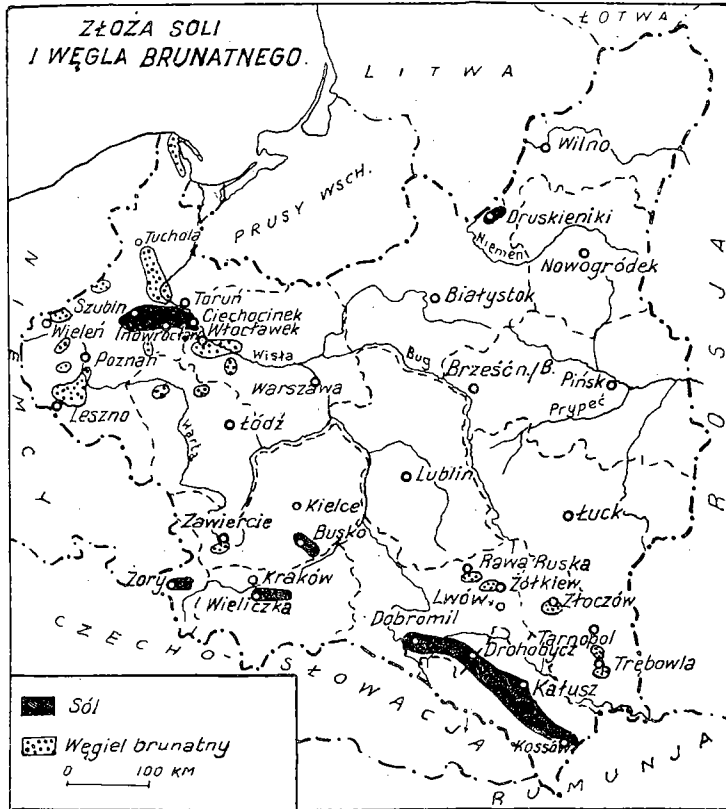 ZŁOŻA SOLI
I WĘGLA BRUNATNEGO.
ŁOTWA
LITWA
Wilno
PRUSY WSCH.
Druskieniki
Niemen
Nowogródek
Tuchola
NIEMCY
ROSJA
Szubin
Toruń
Ciechocinek
Białystok
Wieleń
Inowrocław
Włocławek
Poznań
Wisła
Bug
Brześć n./B.
Pińsk
Warszawa
Prypeć
Leszno
Warta
Łódź
Lublin
Kielce
Łuck
Zawiercie
Busko
Rawa Ruska
Żory
Kraków
Żółkiew
Wieliczka
Lwów
Złoczów
Dobromil
Tarnopol
Drohobycz
Trębowla
CZECHO-SŁOWACJA
Kałusz
Kossów
RUMUNJA
Sól
Węgiel brunatny
0 100 KM